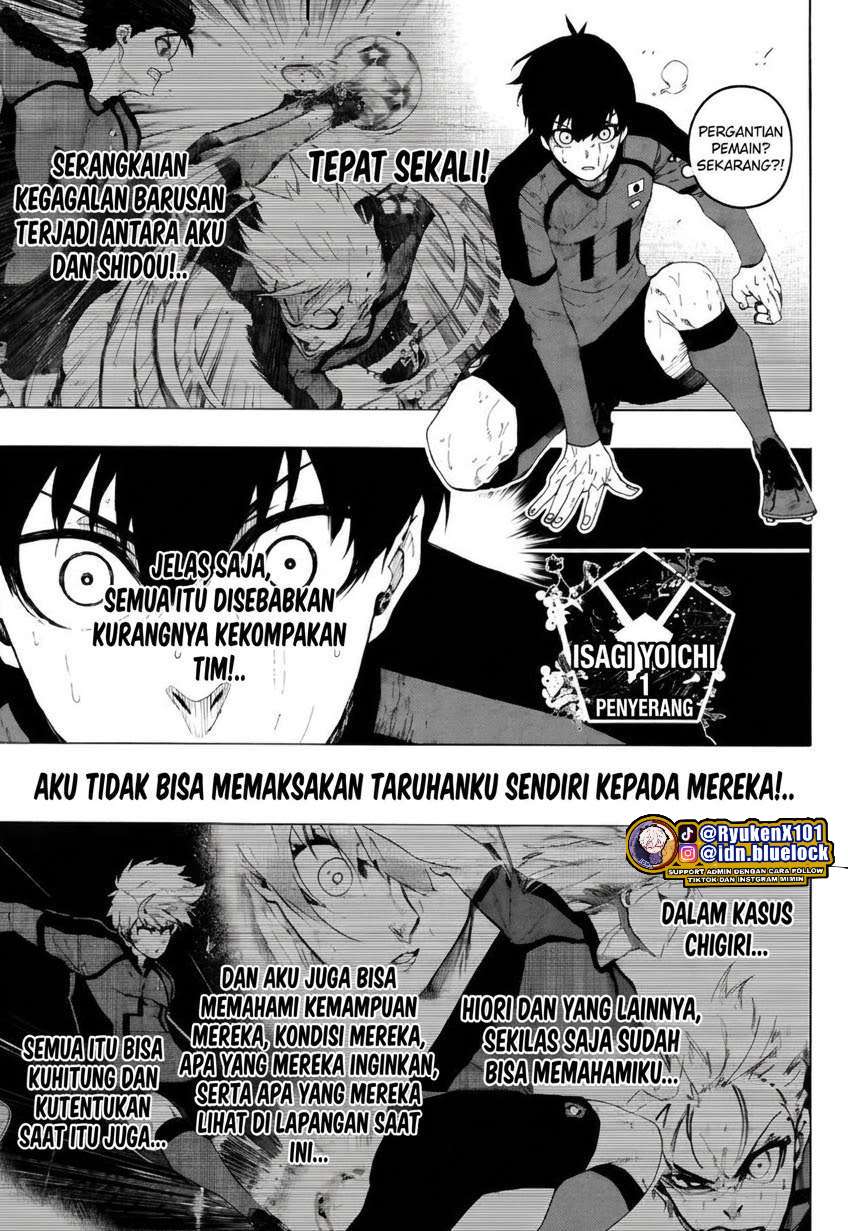 PERGANTIAN
PEMAIN?
SEKARANG?!
TEPAT SEKALI!
SERANGKAIAN
KEGAGALAN BARUSAN
TERJADI ANTARA AKU
DAN SHIDOU!..
11
JELAS SAJA,
SEMUA ITU DISEBABKAN
KURANGNYA KEKOMPAKAN
TIM!..
ISAGI YOICHI
1
PENYERANG
AKU TIDAK BISA MEMAKSAKAN TARUHANKU SENDIRI KEPADA MEREKA!..
@RyukenX101
@idn.bluelock
SUPPORT ADMIN DENGAN CARA FOLLOW
TIKTOK DAN INSTGRAM MIMIN
DALAM KASUS
CHIGIRI...
HIORI DAN YANG LAINNYA,
SEKILAS SAJA SUDAH
BISA MEMAHAMIKU...
DAN AKU JUGA BISA
MEMAHAMI KEMAMPUAN
MEREKA, KONDISI MEREKA,
APA YANG MEREKA INGINKAN,
SERTA APA YANG MEREKA
LIHAT DI LAPANGAN SAAT
INI...
SEMUA ITU BISA
KUHITUNG DAN
KUTENTUKAN
SAAT ITU JUGA...